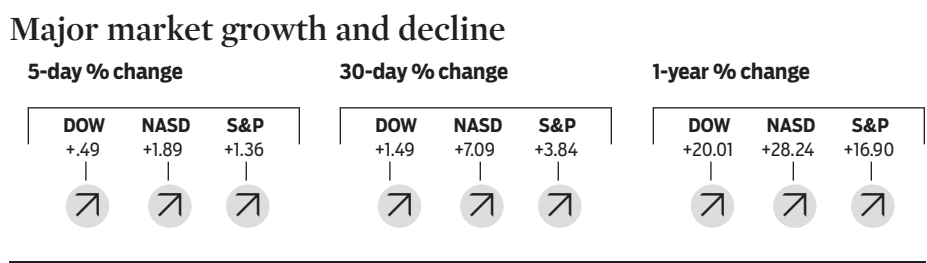 Major market growth and decline
5-day % change
30-day % change
1-year % change
DOW NASD S&P
+.49 +1.89 +1.36
DOW NASD S&P
+1.49 +7.09 +3.84
DOW NASD S&P
+20.01 +28.24 +16.90